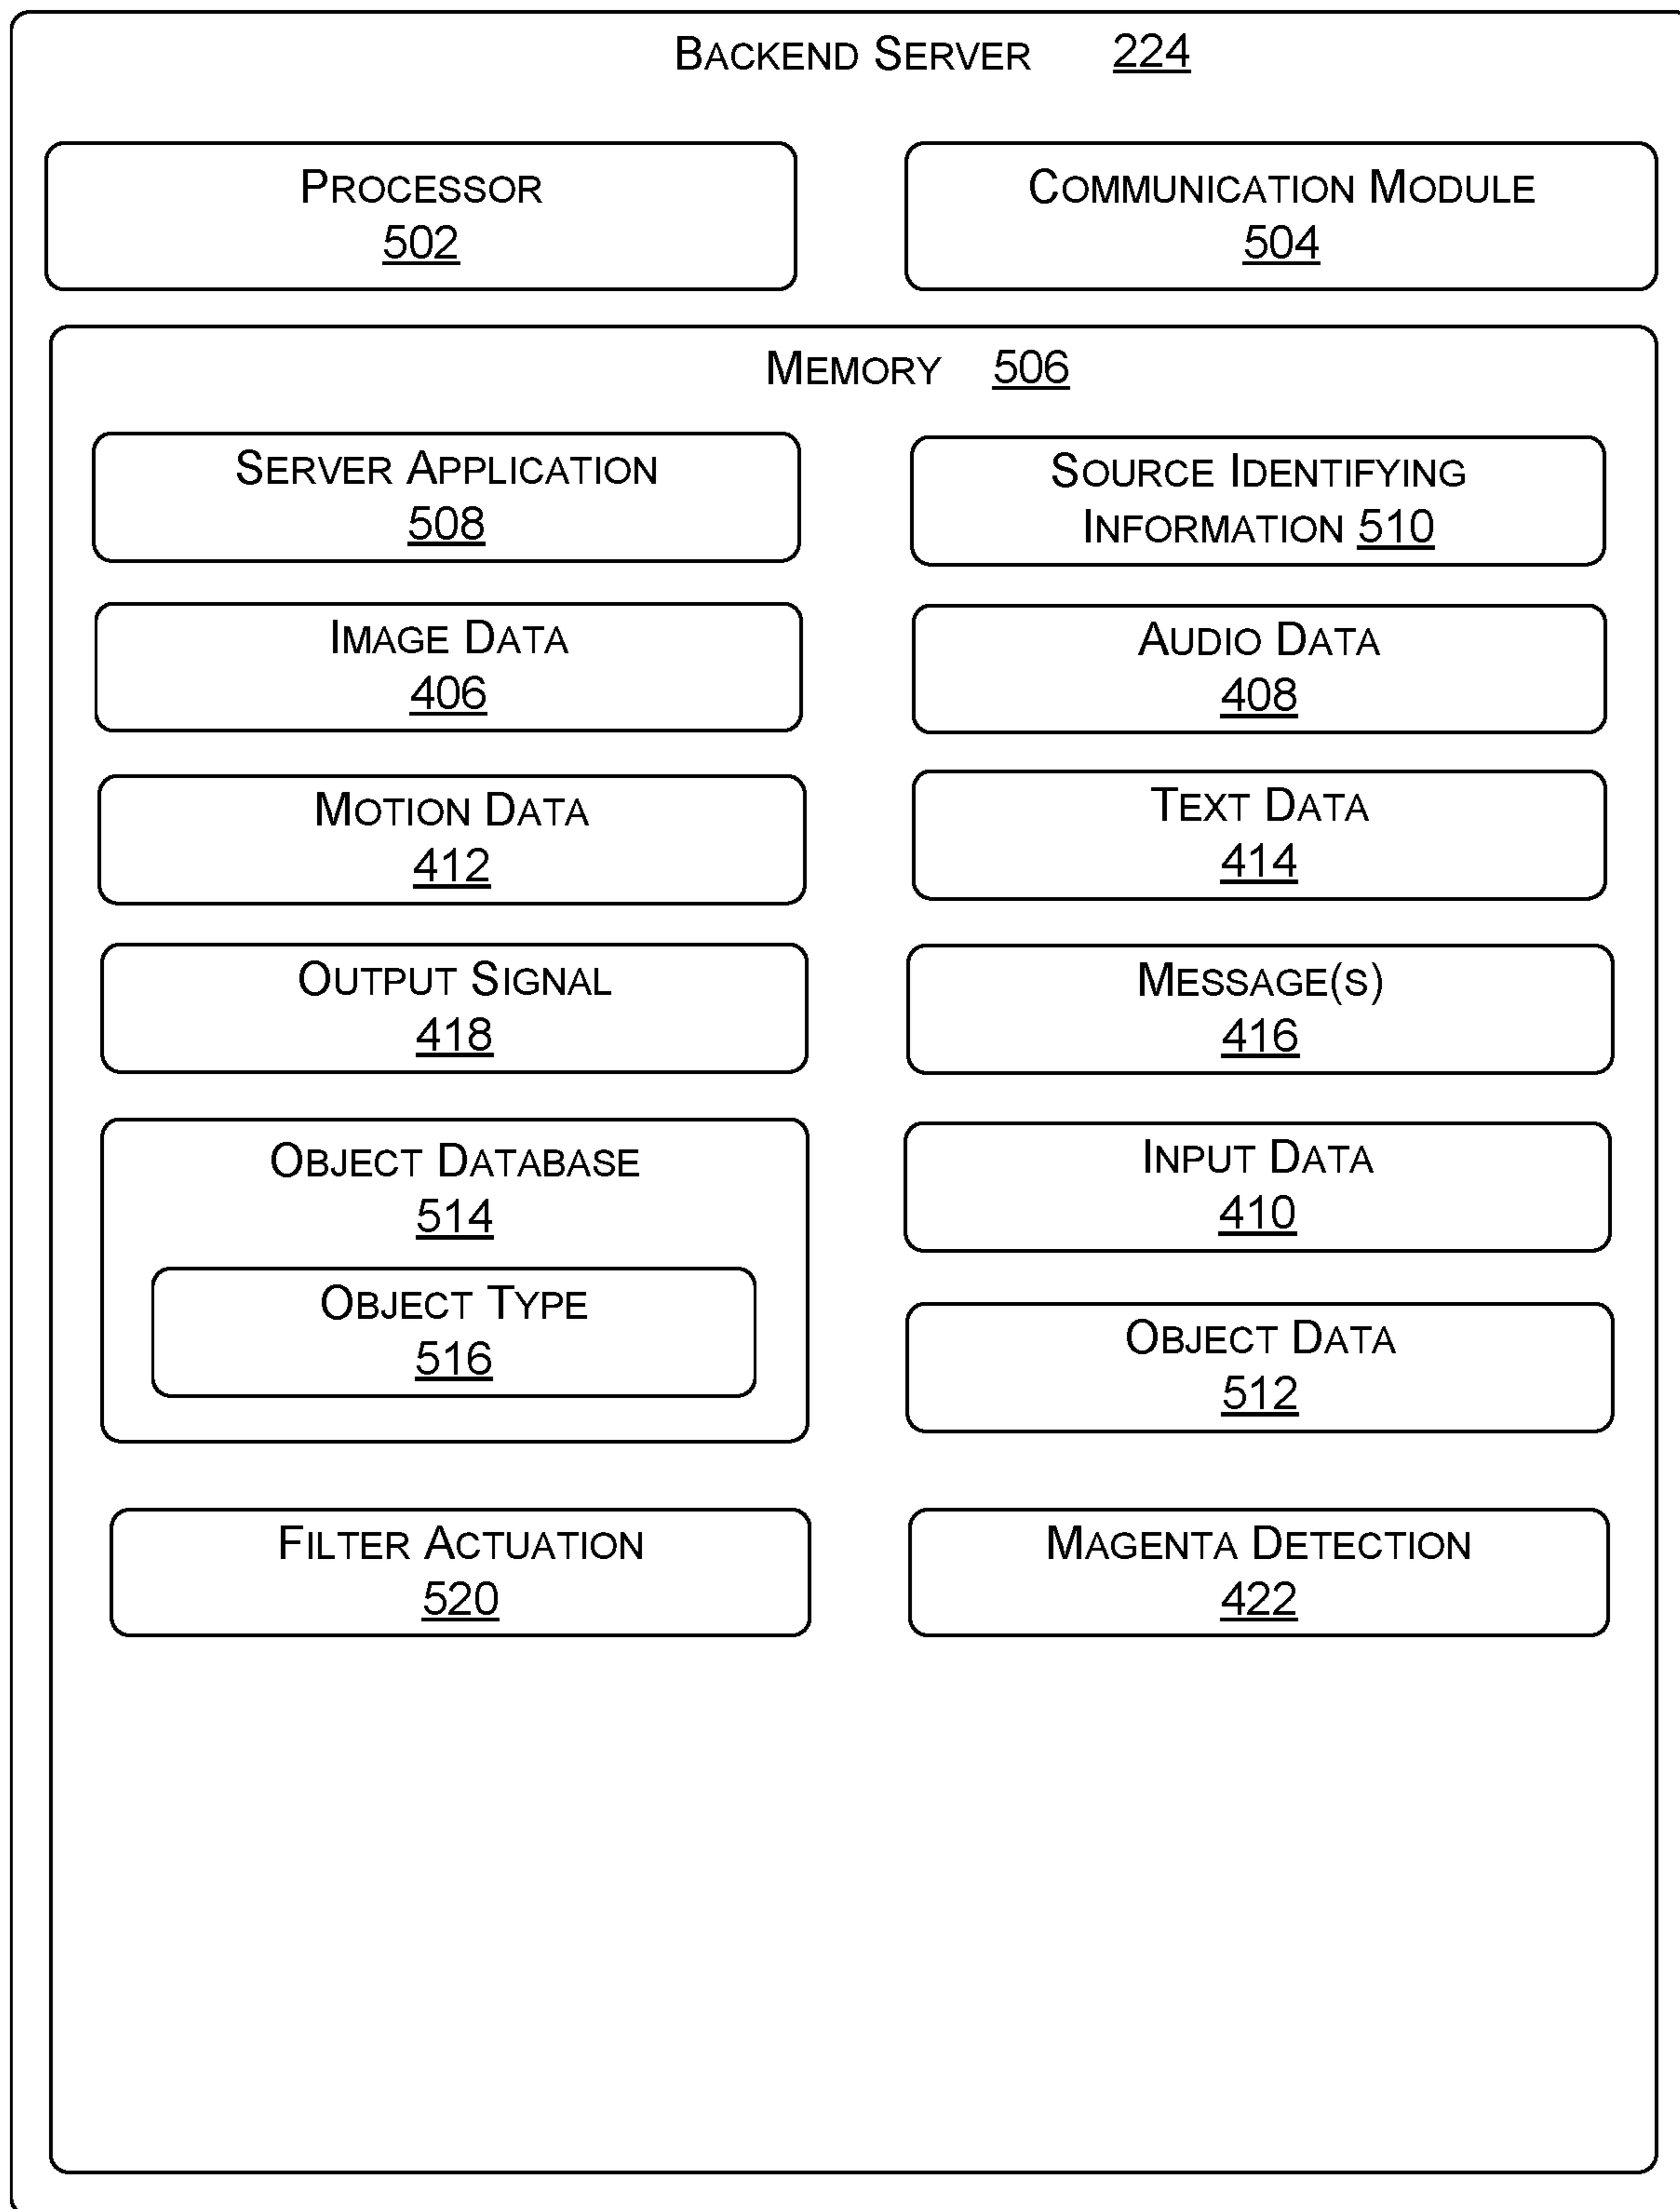 BACKEND SERVER 224
PROCESSOR
502
COMMUNICATION MODULE
504
MEMORY 506
SERVER APPLICATION
508
SOURCE IDENTIFYING
INFORMATION 510
IMAGE DATA
406
AUDIO DATA
408
MOTION DATA
412
TEXT DATA
414
OUTPUT SIGNAL
418
MESSAGE(S)
416
OBJECT DATABASE
514
OBJECT TYPE
516
INPUT DATA
410
OBJECT DATA
512
FILTER ACTUATION
520
MAGENTA DETECTION
422